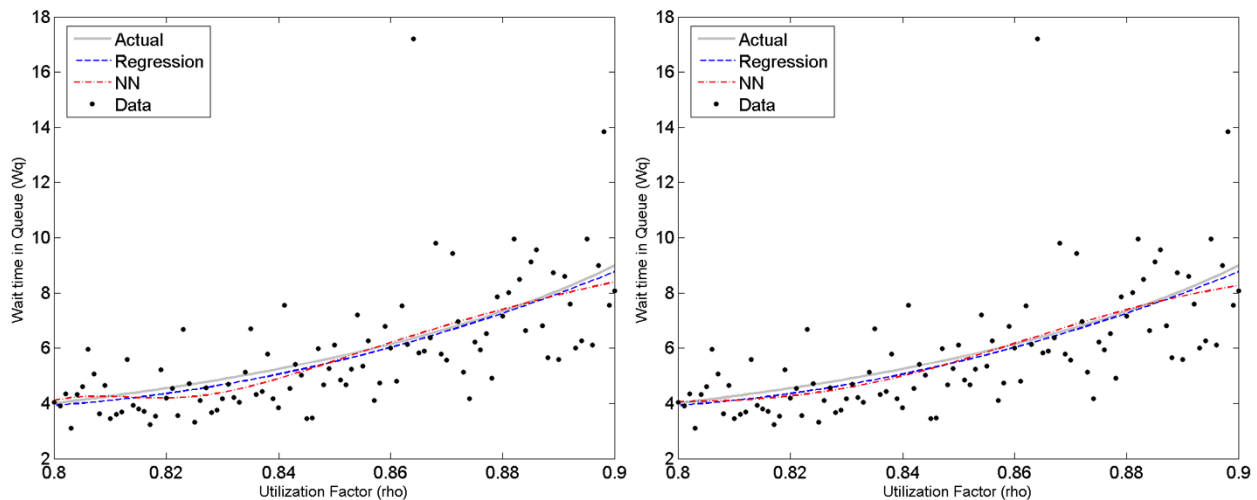 18
16
14
12
10
8
6
4
2
Wait time in Queue (Wq)
Actual
Regression
NN
Data
0.8
0.82
0.84
0.86
0.88
0.9
Utilization Factor (rho)
18
16
14
12
10
8
6
4
2
Wait time in Queue (Wq)
Actual
Regression
NN
Data
0.8
0.82
0.84
0.86
0.88
0.9
Utilization Factor (rho)